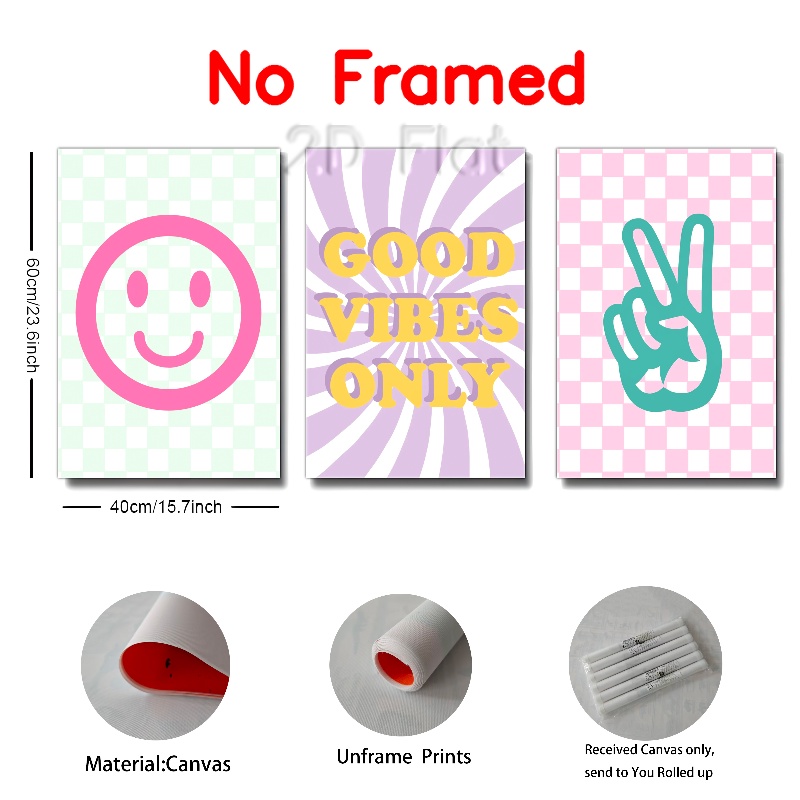 No Framed
2D Flat
60cm/23.6inch
GOOD
VIBES
ONLY
40cm/15.7inch
Material:Canvas
Unframe Prints
Received Canvas only,
send to You Rolled up